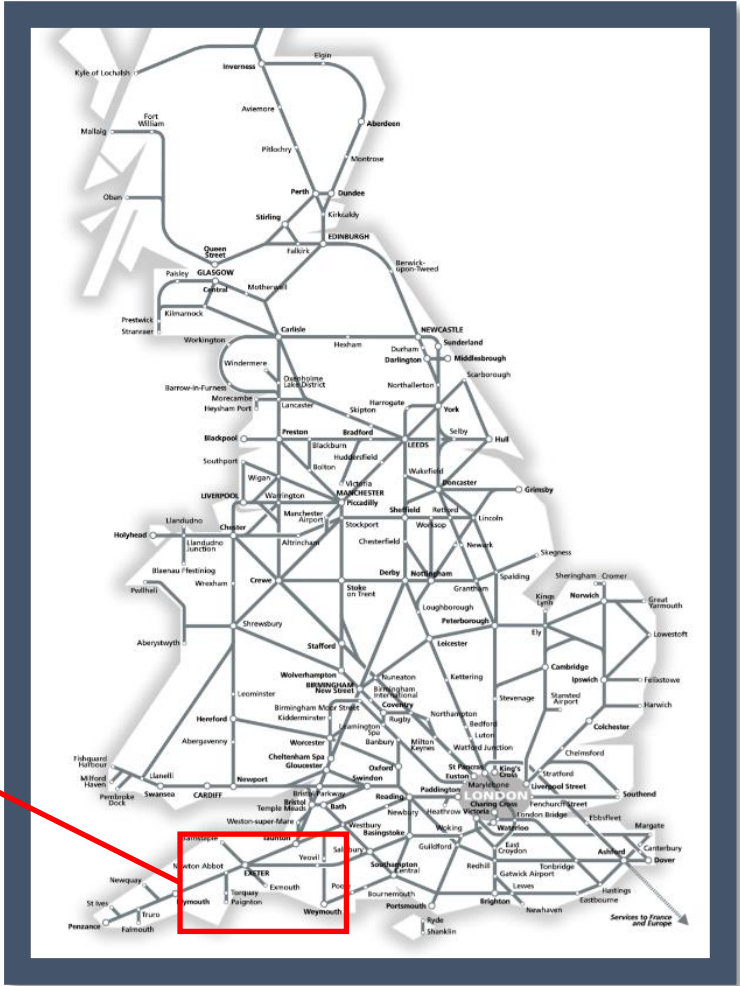 Elgin
Inverness
Kyle of Lochalsh
Aviemore
Fort
William
Mallaig
Aberdeen
Pitlochry
Montrose
Perth
Dundee
Oban
Stirling
Kirkcaldy
EDINBURGH
Queen
Street
Falkirk
Berwick-
upon-Tweed
Paisley
GLASGOW
Central
Motherwell
Kilmarnock
Prestwick
Stranraer
Carlisle
NEWCASTLE
Workington
Hexham
Sunderland
Durham
Darlington
Middlesbrough
Windermere
Scarborough
Oxenholme
Lake District
Northallerton
Barrow-in-Furness
Morecambe
Heysham Port
Lancaster
Harrogate
York
Skipton
Blackpool
Preston
Bradford
Selby
Hull
Blackburn
LEEDS
Southport
Huddersfield
Bolton
Wakefield
Wigan
Victoria
Doncaster
LIVERPOOL
Warrington
MANCHESTER
Piccadilly
Grimsby
Manchester
Airport
Sheffield
Retford
Llandudno
Stockport
Worksop
Lincoln
Holyhead
Chester
Llandudno
Junction
Altrincham
Chesterfield
Newark
Skegness
Blaenau Ffestiniog
Wrexham
Crewe
Derby
Nottingham
Pwllheli
Stoke
on Trent
Grantham
Spalding
Sheringham
Cromer
Kings
Lynn
Norwich
Great
Yarmouth
Loughborough
Shrewsbury
Peterborough
Ely
Lowestoft
Aberystwyth
Stafford
Leicester
Wolverhampton
Cambridge
BIRMINGHAM
New Street
Nuneaton
Kettering
Ipswich
Felixstowe
Birmingham
International
Leominster
Stevenage
Stansted
Airport
Birmingham Moor Street
Coventry
Harwich
Kidderminster
Rugby
Northampton
Hereford
Leamington
Spa
Bedford
Colchester
Abergavenny
Worcester
Banbury
Milton
Keynes
Luton
Watford Junction
Chelmsford
Fishguard
Harbour
Cheltenham Spa
Gloucester
Oxford
St Pancras
King's
Cross
Euston
Stratford
Milford
Haven
Llanelli
Newport
Swindon
Marylebone
Liverpool Street
Pembroke
Dock
Swansea
CARDIFF
Bristol Parkway
Reading
Paddington
LONDON
Southend
Bristol
Temple Meads
Bath
Newbury
Heathrow
Charing Cross
Fenchurch Street
Victoria
London Bridge
Ebbsfleet
Weston-super-Mare
Westbury
Basingstoke
Woking
Waterloo
Margate
Barnstaple
Taunton
Salisbury
Guildford
East
Croydon
Canterbury
Ashford
Dover
Newton Abbot
Yeovil
Southampton
Central
Redhill
Tonbridge
EXETER
Gatwick Airport
Newquay
Exmouth
Bournemouth
Lewes
Hastings
St Ives
Plymouth
Torquay
Paignton
Weymouth
Portsmouth
Brighton
Eastbourne
Newhaven
Truro
Penzance
Falmouth
Ryde
Shanklin
Services to France
and Europe